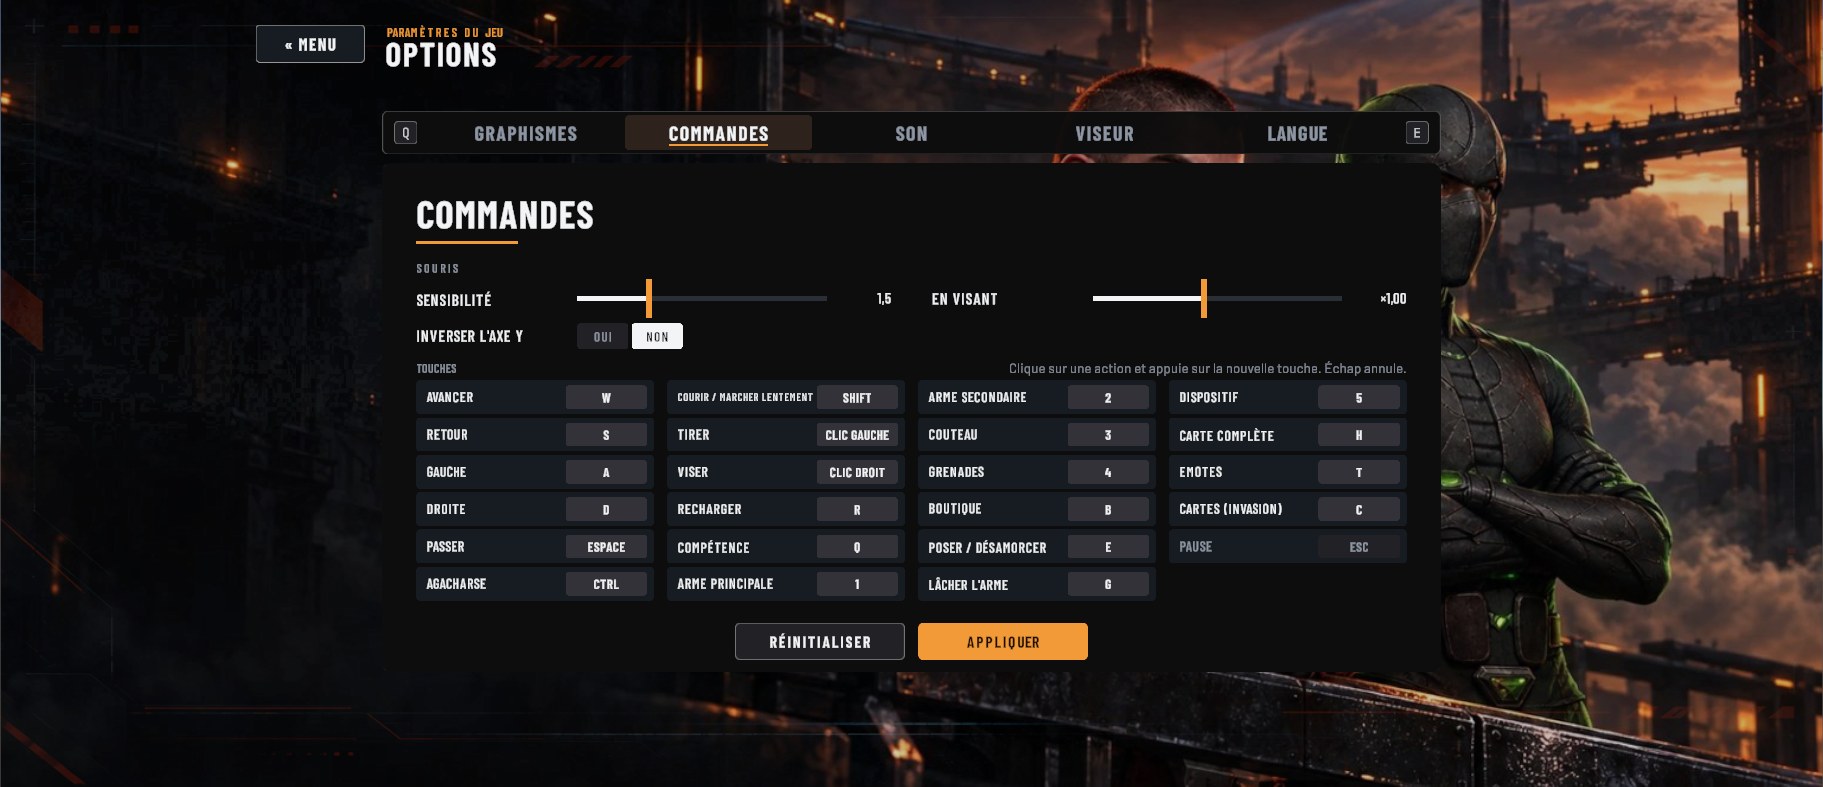 « MENU
PARAMÈTRES DU JEU
OPTIONS
Q GRAPHISMES COMMANDES SON VISEUR LANGUE E
COMMANDES
SOURIS
SENSIBILITÉ 1,5 EN VISANT ×1,00
INVERSER L'AXE Y OUI NON
TOUCHES Clique sur une action et appuie sur la nouvelle touche. Échap annule.
AVANCER W COURIR / MARCHER LENTEMENT SHIFT ARME SECONDAIRE 2 DISPOSITIF 5
RETOUR S TIRER CLIC GAUCHE COUTEAU 3 CARTE COMPLÈTE H
GAUCHE A VISER CLIC DROIT GRENADES 4 EMOTES T
DROITE D RECHARGER R BOUTIQUE B CARTES (INVASION) C
PASSER ESPACE COMPÉTENCE Q POSER / DÉSAMORCER E PAUSE ESC
AGACHARSE CTRL ARME PRINCIPALE 1 LÂCHER L'ARME G
RÉINITIALISER APPLIQUER